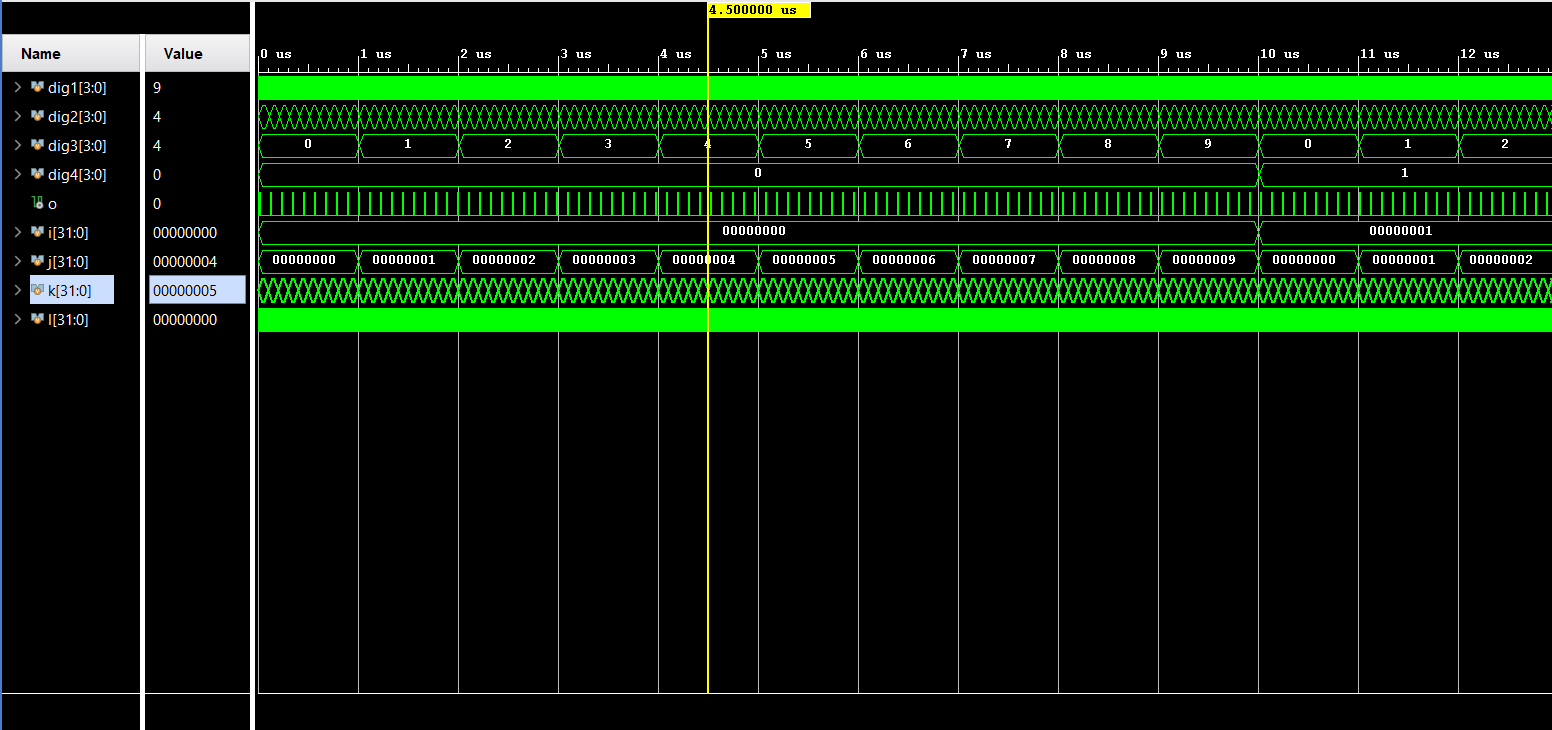 4.500000 us
Name Value 0 us 1 us 2 us 3 us 4 us 5 us 6 us 7 us 8 us 9 us 10 us 11 us 12 us
dig1[3:0] 9
dig2[3:0] 4
dig3[3:0] 4 0 1 2 3 4 5 6 7 8 9 0 1 2
dig4[3:0] 0 0 1
o 0
i[31:0] 00000000 00000000 00000001
j[31:0] 00000004 00000000 00000001 00000002 00000003 00000004 00000005 00000006 00000007 00000008 00000009 00000000 00000001 00000002
k[31:0] 00000005
l[31:0] 00000000